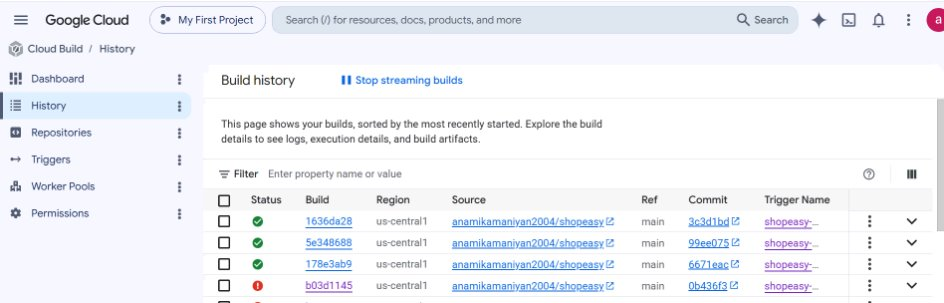 Google Cloud My First Project Search (/) for resources, docs, products, and more Search a
Cloud Build / History
Dashboard
History
Repositories
Triggers
Worker Pools
Permissions
Build history Stop streaming builds
This page shows your builds, sorted by the most recently started. Explore the build
details to see logs, execution details, and build artifacts.
Filter Enter property name or value
Status Build Region Source Ref Commit Trigger Name
1636da28 us-central1 anamikamaniyan2004/shopeasy main 3c3d1bd shopeasy-...
5e348688 us-central1 anamikamaniyan2004/shopeasy main 99ee075 shopeasy-...
178e3ab9 us-central1 anamikamaniyan2004/shopeasy main 6671eac shopeasy-...
b03d1145 us-central1 anamikamaniyan2004/shopeasy main 0b436f3 shopeasy-...